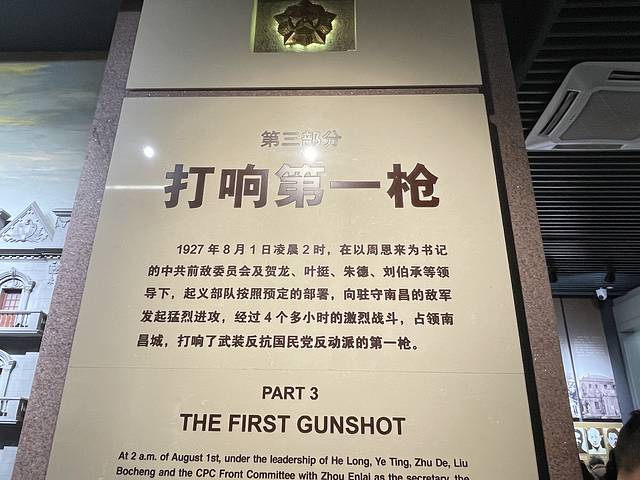 第三部分
打响第一枪
1927年8月1日凌晨2时，在以周恩来为书记
的中共前敌委员会及贺龙、叶挺、朱德、刘伯承等领
导下，起义部队按照预定的部署，向驻守南昌的敌军
发起猛烈进攻，经过4个多小时的激烈战斗，占领南
昌城，打响了武装反抗国民党反动派的第一枪。
PART 3
THE FIRST GUNSHOT
At 2 a.m. of August 1st, under the leadership of He Long, Ye Ting, Zhu De, Liu
Bocheng and the CPC Front Committee with Zhou Enlai as the secretary, the